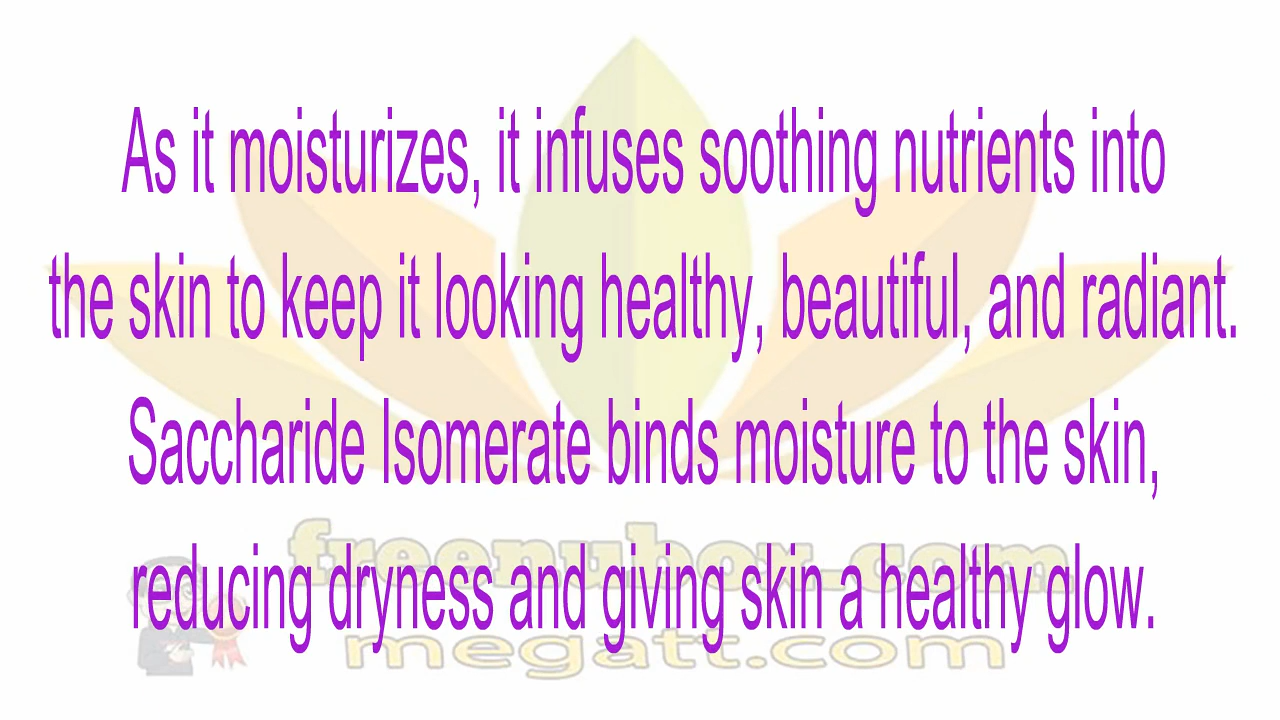 As it moisturizes, it infuses soothing nutrients into
the skin to keep it looking healthy, beautiful, and radiant.
Saccharide Isomerate binds moisture to the skin,
freenubox.com
reducing dryness and giving skin a healthy glow.
megatt.com